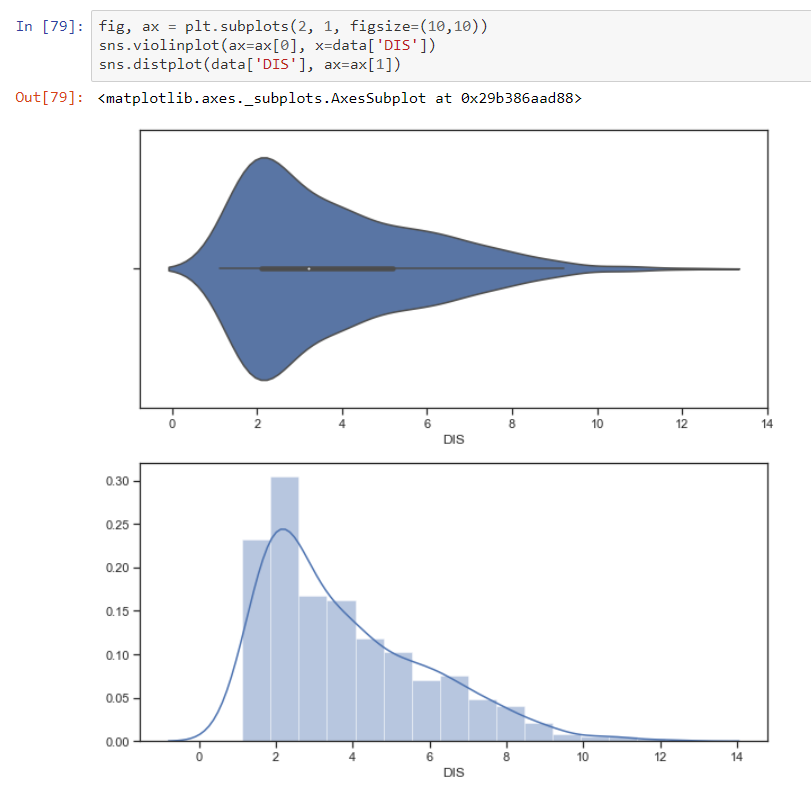 In [79]: fig, ax = plt.subplots(2, 1, figsize=(10,10))
sns.violinplot(ax=ax[0], x=data['DIS'])
sns.distplot(data['DIS'], ax=ax[1])
Out[79]: <matplotlib.axes._subplots.AxesSubplot at 0x29b386aad88>
0 2 4 6 8 10 12 14
DIS
0.30
0.25
0.20
0.15
0.10
0.05
0.00
0 2 4 6 8 10 12 14
DIS